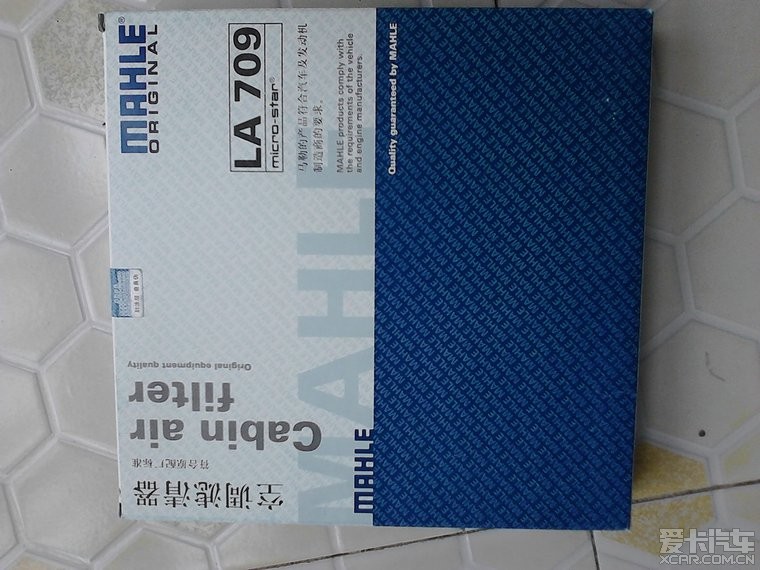 MAHLE®
ORIGINAL
LA 709
micro-star®
马勒的产品符合汽车及发动机
制造商的要求。
MAHLE products comply with
the requirements of the vehicle
and engine manufacturers.
Quality guaranteed by MAHLE
MAHLE
Original equipment quality
Cabin air
filter
空调滤清器
符合原配厂标准
MAHLE
爱卡汽车
XCAR.COM.CN